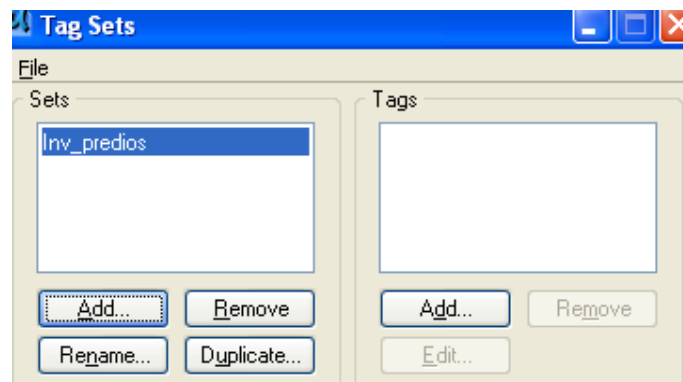 Tag Sets
File
Sets
Tags
Inv_predios
Add...
Remove
Add...
Remove
Rename...
Duplicate...
Edit...